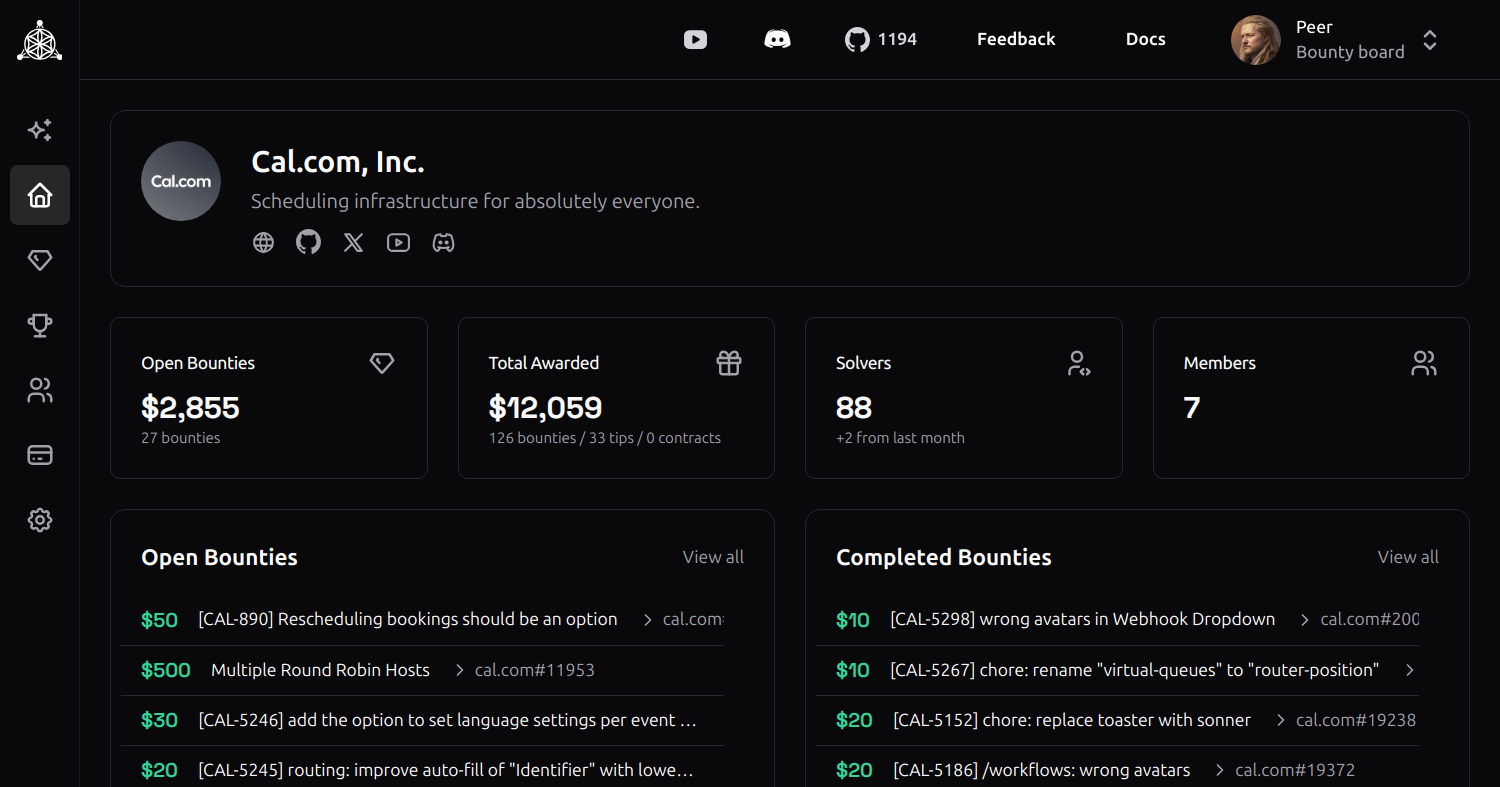 1194 Feedback Docs Peer
Bounty board
Cal.com
Cal.com, Inc.
Scheduling infrastructure for absolutely everyone.
Open Bounties
$2,855
27 bounties
Total Awarded
$12,059
126 bounties / 33 tips / 0 contracts
Solvers
88
+2 from last month
Members
7
Open Bounties View all
$50 [CAL-890] Rescheduling bookings should be an option cal.com
$500 Multiple Round Robin Hosts cal.com#11953
$30 [CAL-5246] add the option to set language settings per event …
$20 [CAL-5245] routing: improve auto-fill of "Identifier" with lowe…
Completed Bounties View all
$10 [CAL-5298] wrong avatars in Webhook Dropdown cal.com#200
$10 [CAL-5267] chore: rename "virtual-queues" to "router-position"
$20 [CAL-5152] chore: replace toaster with sonner cal.com#19238
$20 [CAL-5186] /workflows: wrong avatars cal.com#19372